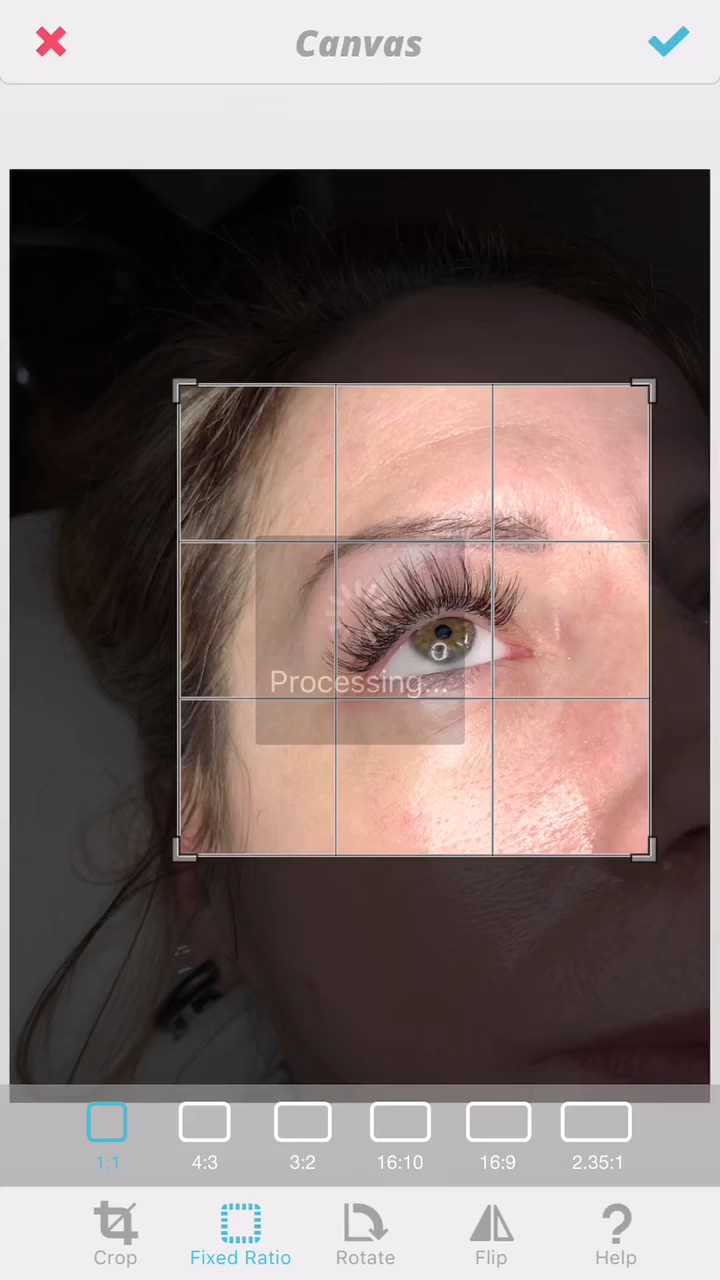 Canvas
Processing...
1:1
4:3
3:2
16:10
16:9
2.35:1
Crop
Fixed Ratio
Rotate
Flip
Help